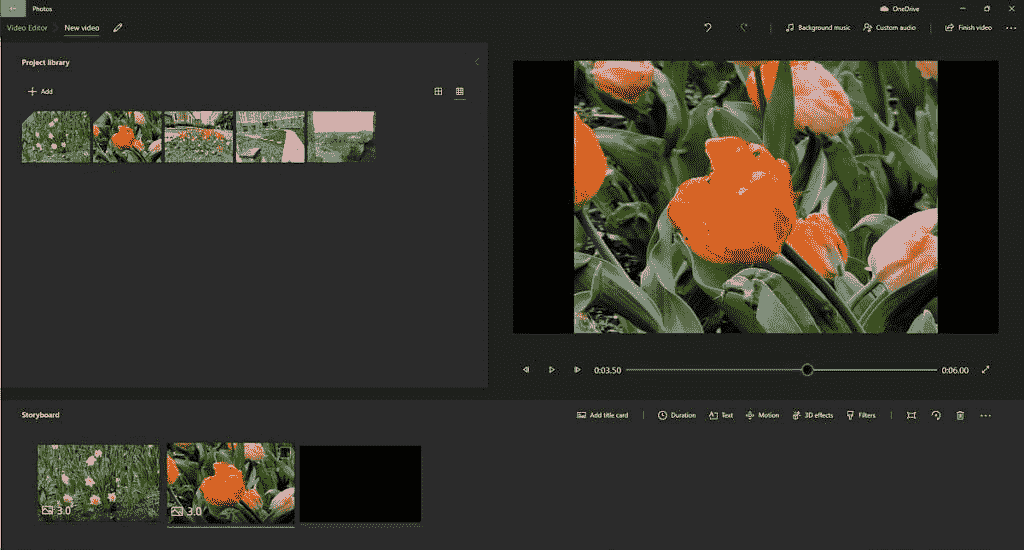 Photos
OneDrive
Video Editor
New video
Background music
Custom audio
Finish video
Project library
Add
0:03.50
0:06.00
Storyboard
Add title card
Duration
Text
Motion
3D effects
Filters
3.0
3.0